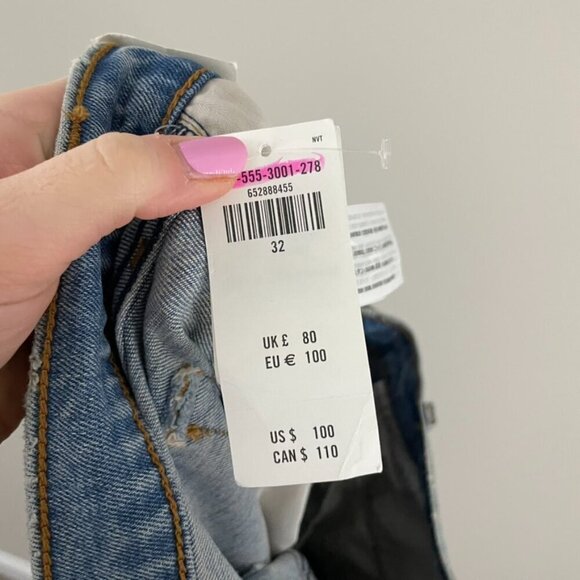 NVT
-555-3001-278
652888455
32
UK £ 80
EU € 100
US $ 100
CAN $ 110